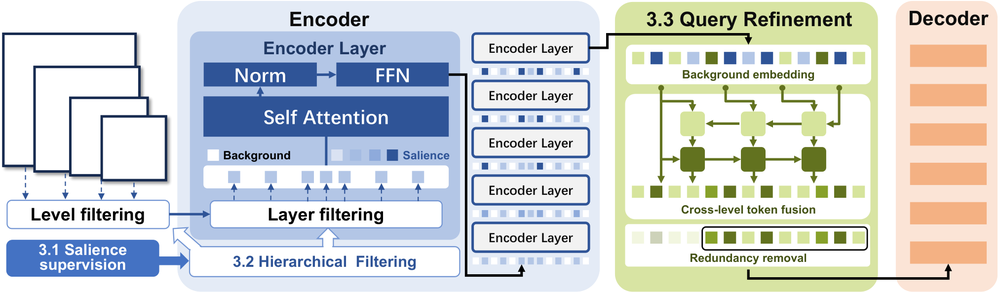 Encoder
3.3 Query Refinement
Decoder
Encoder Layer
Norm
FFN
Self Attention
Background
Salience
Level filtering
Layer filtering
3.1 Salience
supervision
3.2 Hierarchical Filtering
Encoder Layer
Encoder Layer
Encoder Layer
Encoder Layer
Encoder Layer
Background embedding
Cross-level token fusion
Redundancy removal